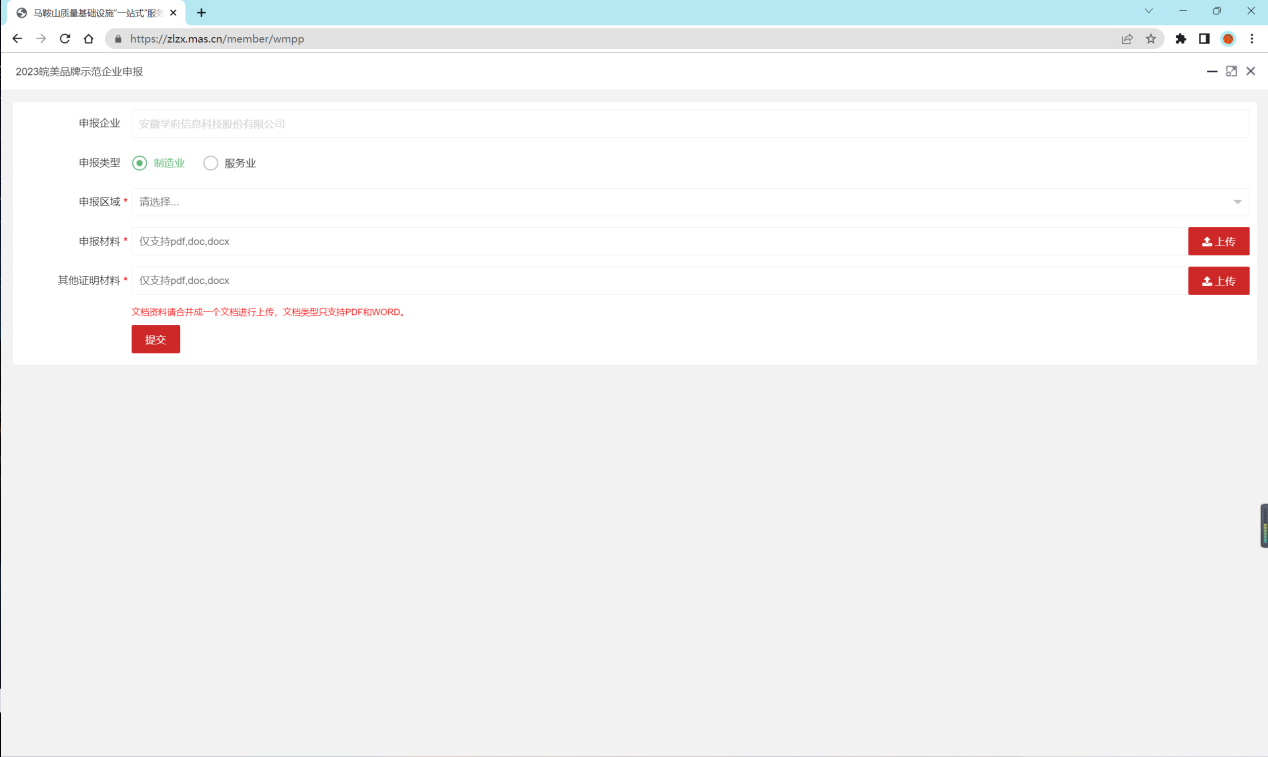 马鞍山质量基础设施"一站式"服务
https://zlzx.mas.cn/member/wmpp
2023皖美品牌示范企业申报
申报企业 安徽学府信息科技股份有限公司
申报类型 制造业 服务业
申报区域 * 请选择...
申报材料 * 仅支持pdf,doc,docx 上传
其他证明材料 * 仅支持pdf,doc,docx 上传
文档资料请合并成一个文档进行上传，文档类型只支持PDF和WORD。
提交